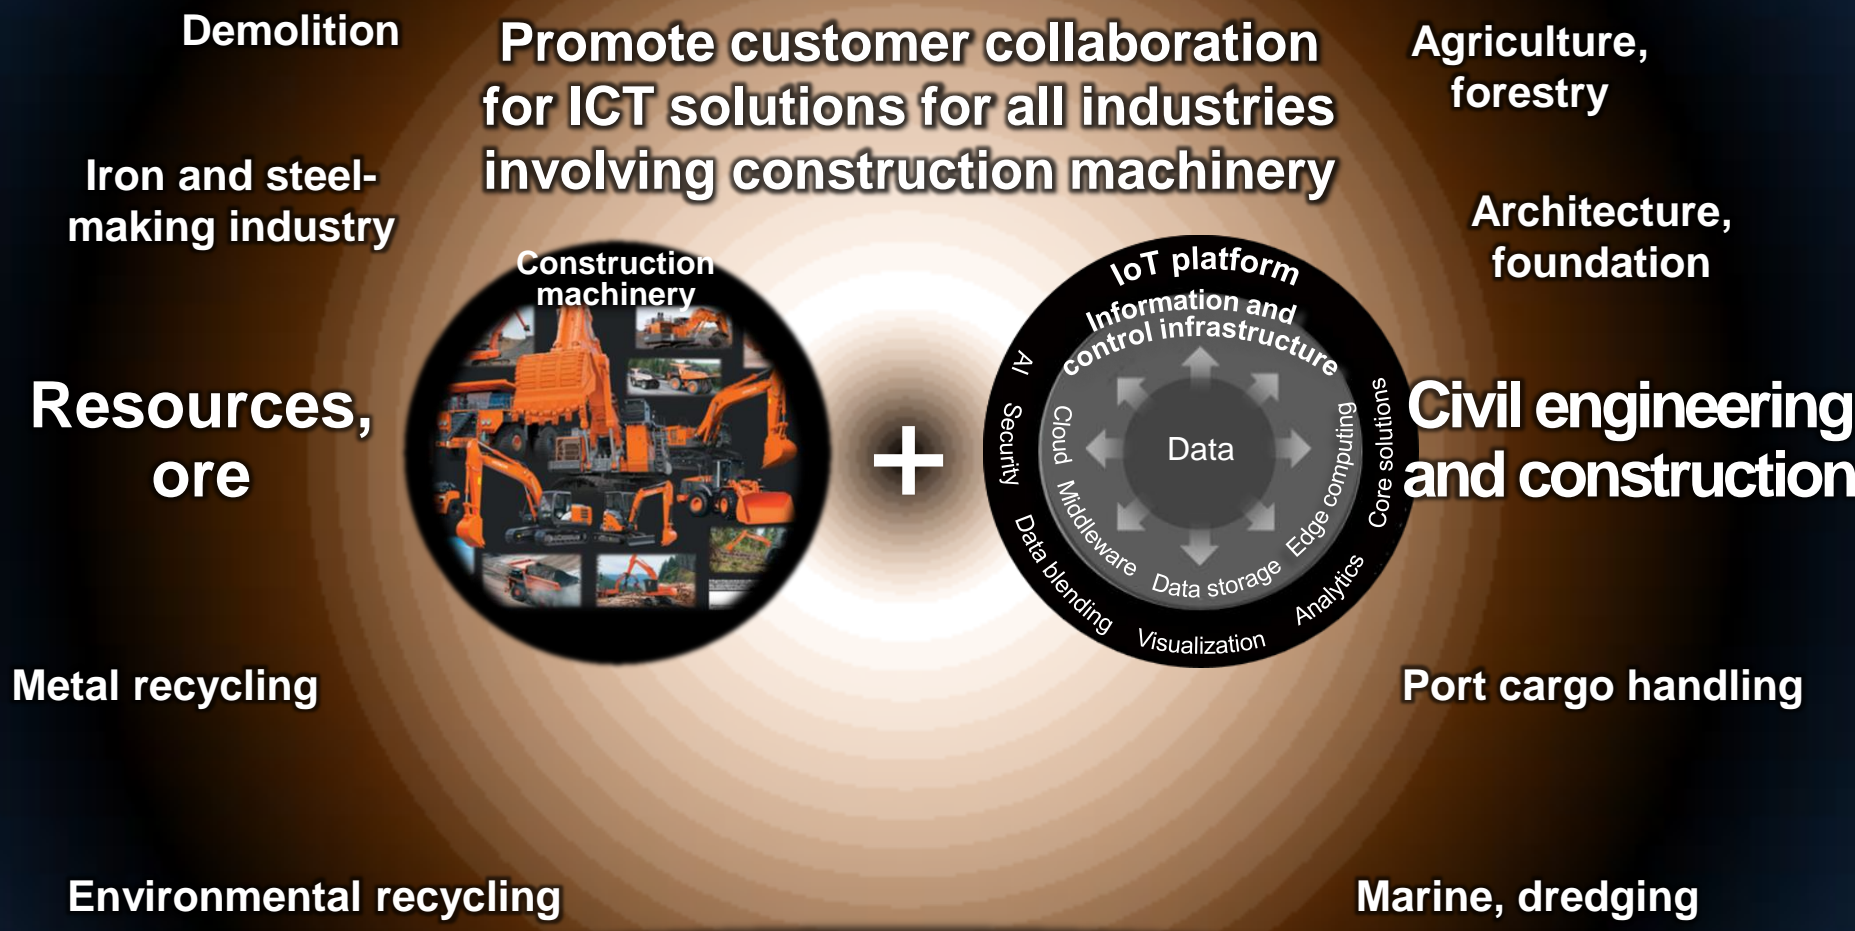 Demolition
Promote customer collaboration
for ICT solutions for all industries
involving construction machinery
Agriculture,
forestry
Iron and steel-
making industry
Architecture,
foundation
Construction
machinery
IoT platform
Information and
control infrastructure
AI
Security
Data blending
Visualization
Analytics
Core solutions
Cloud
Middleware
Data storage
Edge computing
Data
+
Resources,
ore
Civil engineering
and construction
Metal recycling
Port cargo handling
Environmental recycling
Marine, dredging